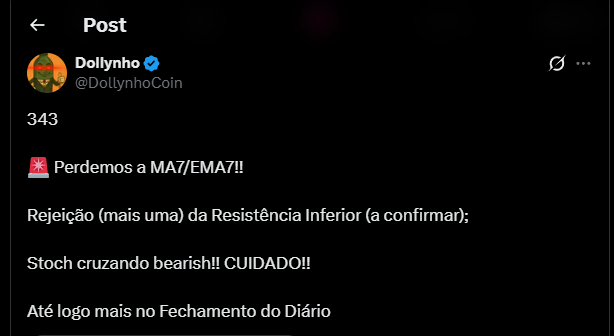 Post
Dollynho
@DollynhoCoin
343
🚨 Perdemos a MA7/EMA7!!
Rejeição (mais uma) da Resistência Inferior (a confirmar);
Stoch cruzando bearish!! CUIDADO!!
Até logo mais no Fechamento do Diário